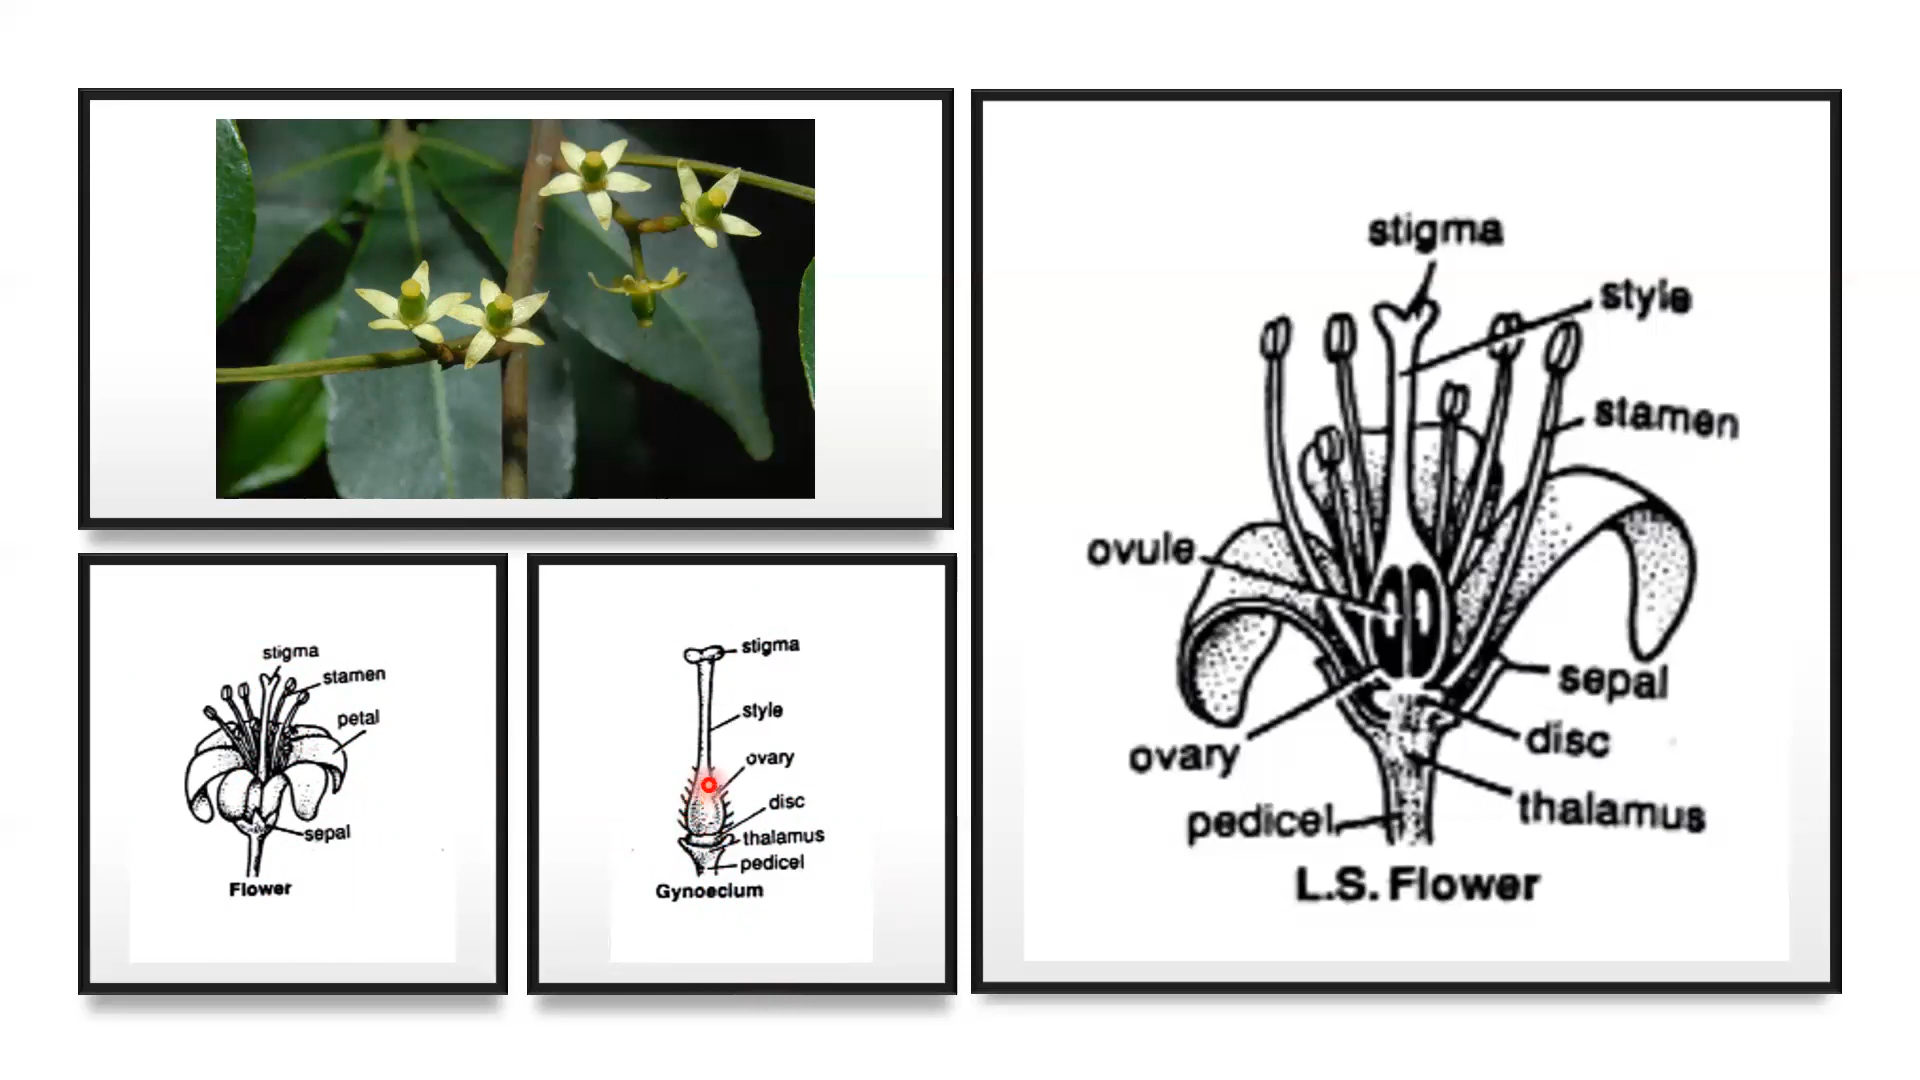 stigma
stamen
petal
sepal
Flower
stigma
style
ovary
disc
thalamus
pedicel
Gynoecium
stigma
style
stamen
ovule
sepal
disc
ovary
thalamus
pedicel
L.S. Flower